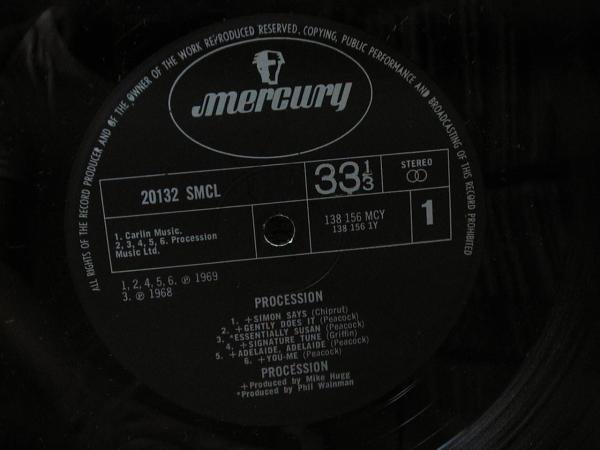 ALL RIGHTS OF THE RECORD PRODUCER AND OF THE OWNER OF THE WORK REPRODUCED RESERVED. COPYING, PUBLIC PERFORMANCE AND BROADCASTING OF THIS RECORD PROHIBITED
mercury
20132 SMCL
33⅓
STEREO
1. Carlin Music.
2, 3, 4, 5, 6. Procession
Music Ltd.
138 156 MCY
138 156 1Y
1
1, 2, 4, 5, 6. ℗ 1969
3. ℗ 1968
PROCESSION
1. +SIMON SAYS (Chiprut)
2. +GENTLY DOES IT (Peacock)
3. *ESSENTIALLY SUSAN (Peacock)
4. +SIGNATURE TUNE (Griffin)
5. +ADELAIDE, ADELAIDE (Peacock)
6. +YOU-ME (Peacock)
PROCESSION
+Produced by Mike Hugg
*Produced by Phil Wainman